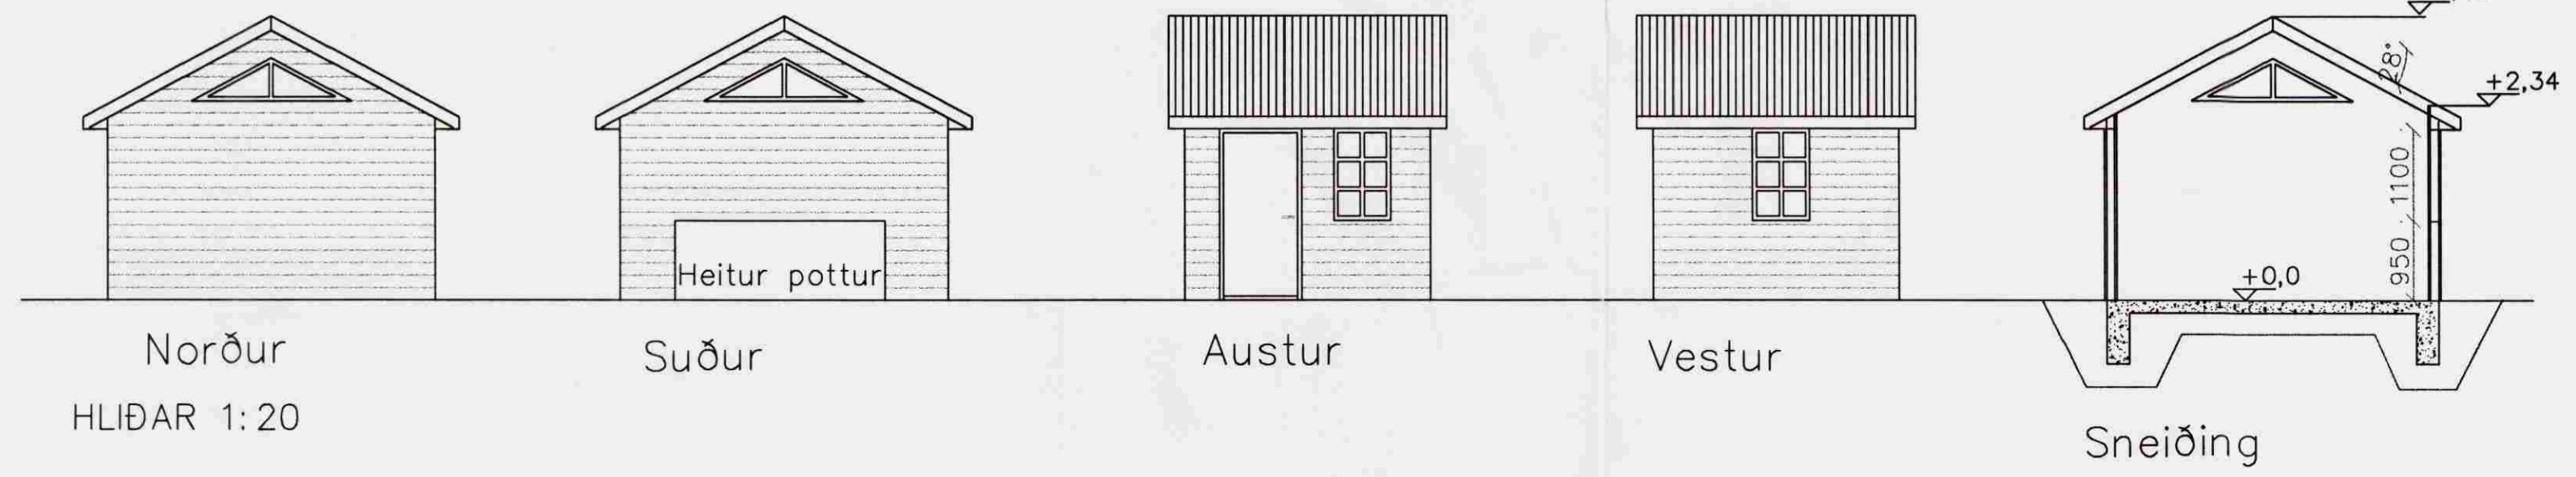 28°
+2,34
1100
950
+0,0
Heitur pottur
Norður
Suður
Austur
Vestur
HLIÐAR 1:20
Sneiðing